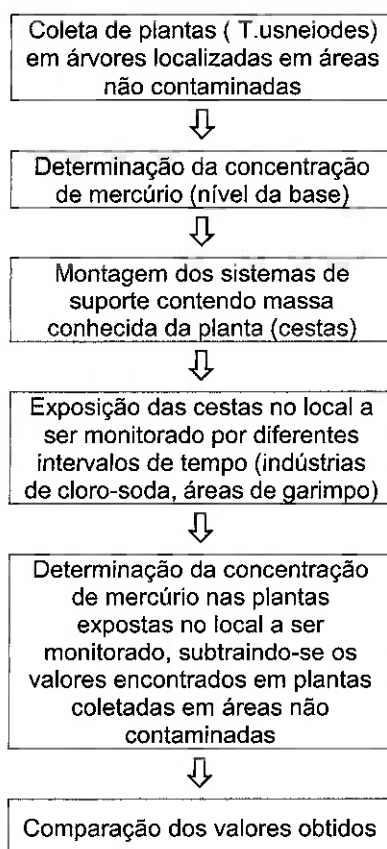 Coleta de plantas ( T.usneiodes)
em árvores localizadas em áreas
não contaminadas
Determinação da concentração
de mercúrio (nível da base)
Montagem dos sistemas de
suporte contendo massa
conhecida da planta (cestas)
Exposição das cestas no local a
ser monitorado por diferentes
intervalos de tempo (indústrias
de cloro-soda, áreas de garimpo)
Determinação da concentração
de mercúrio nas plantas
expostas no local a ser
monitorado, subtraindo-se os
valores encontrados em plantas
coletadas em áreas não
contaminadas
Comparação dos valores obtidos